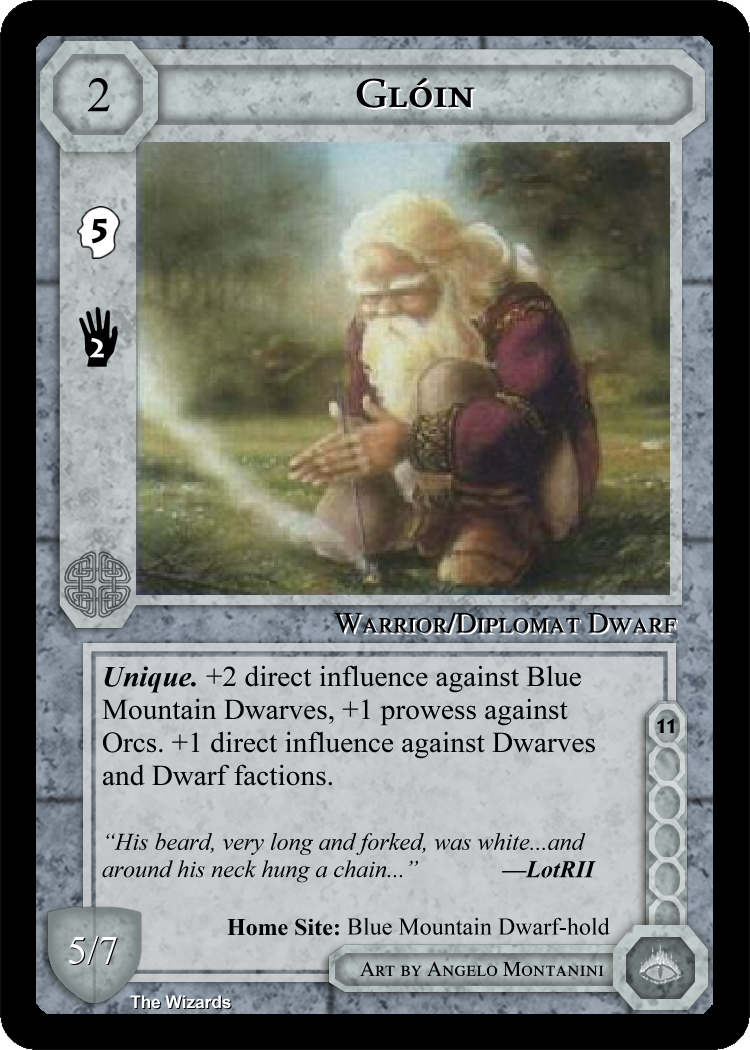 2
Glóin
5
2
Warrior/Diplomat Dwarf
Unique. +2 direct influence against Blue
Mountain Dwarves, +1 prowess against
Orcs. +1 direct influence against Dwarves
and Dwarf factions.
11
“His beard, very long and forked, was white...and
around his neck hung a chain...” —LotRII
Home Site: Blue Mountain Dwarf-hold
5/7
Art by Angelo Montanini
The Wizards